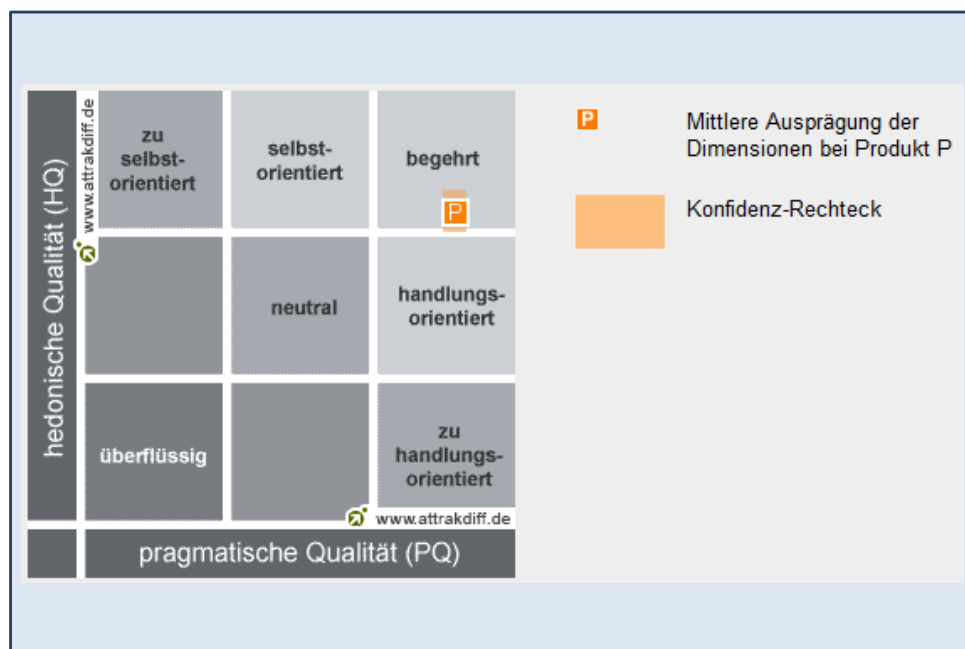 hedonische Qualität (HQ)
www.attrakdiff.de
zu
selbst-
orientiert
selbst-
orientiert
begehrt
P
neutral
handlungs-
orientiert
überflüssig
zu
handlungs-
orientiert
www.attrakdiff.de
pragmatische Qualität (PQ)
P
Mittlere Ausprägung der
Dimensionen bei Produkt P
Konfidenz-Rechteck